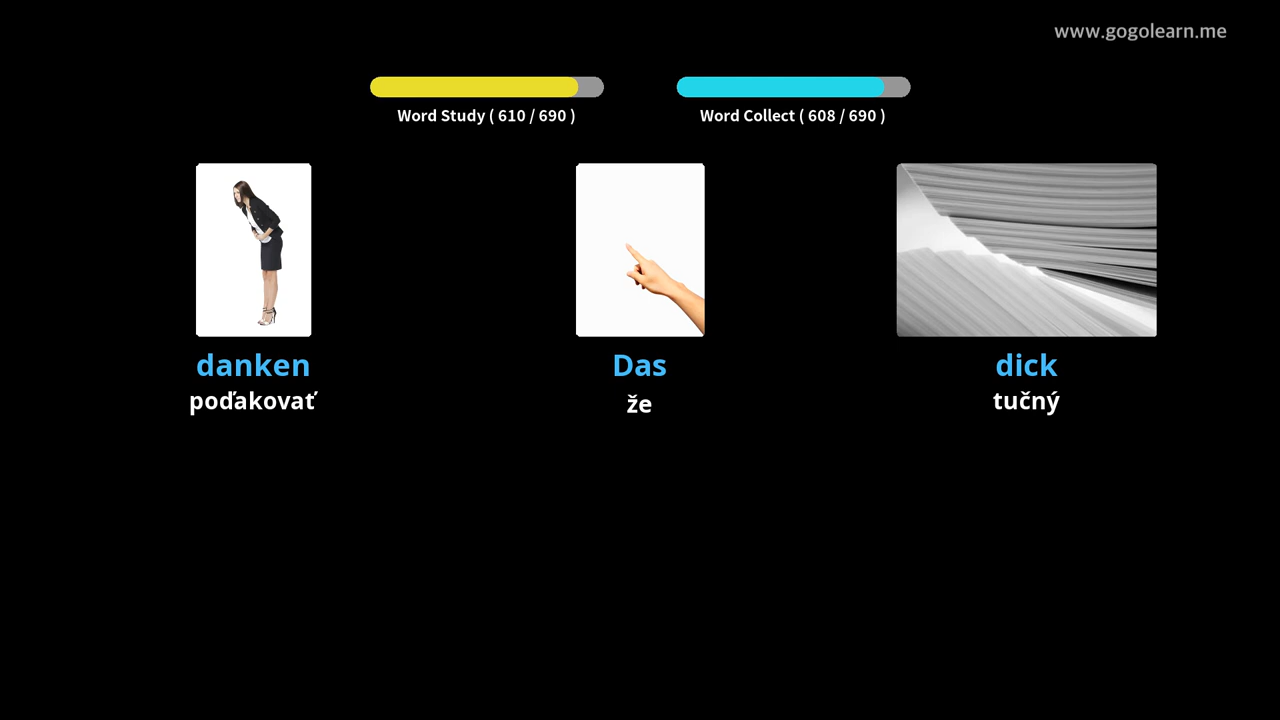 www.gogolearn.me
Word Study ( 610 / 690 )
Word Collect ( 608 / 690 )
danken
poďakovať
Das
že
dick
tučný